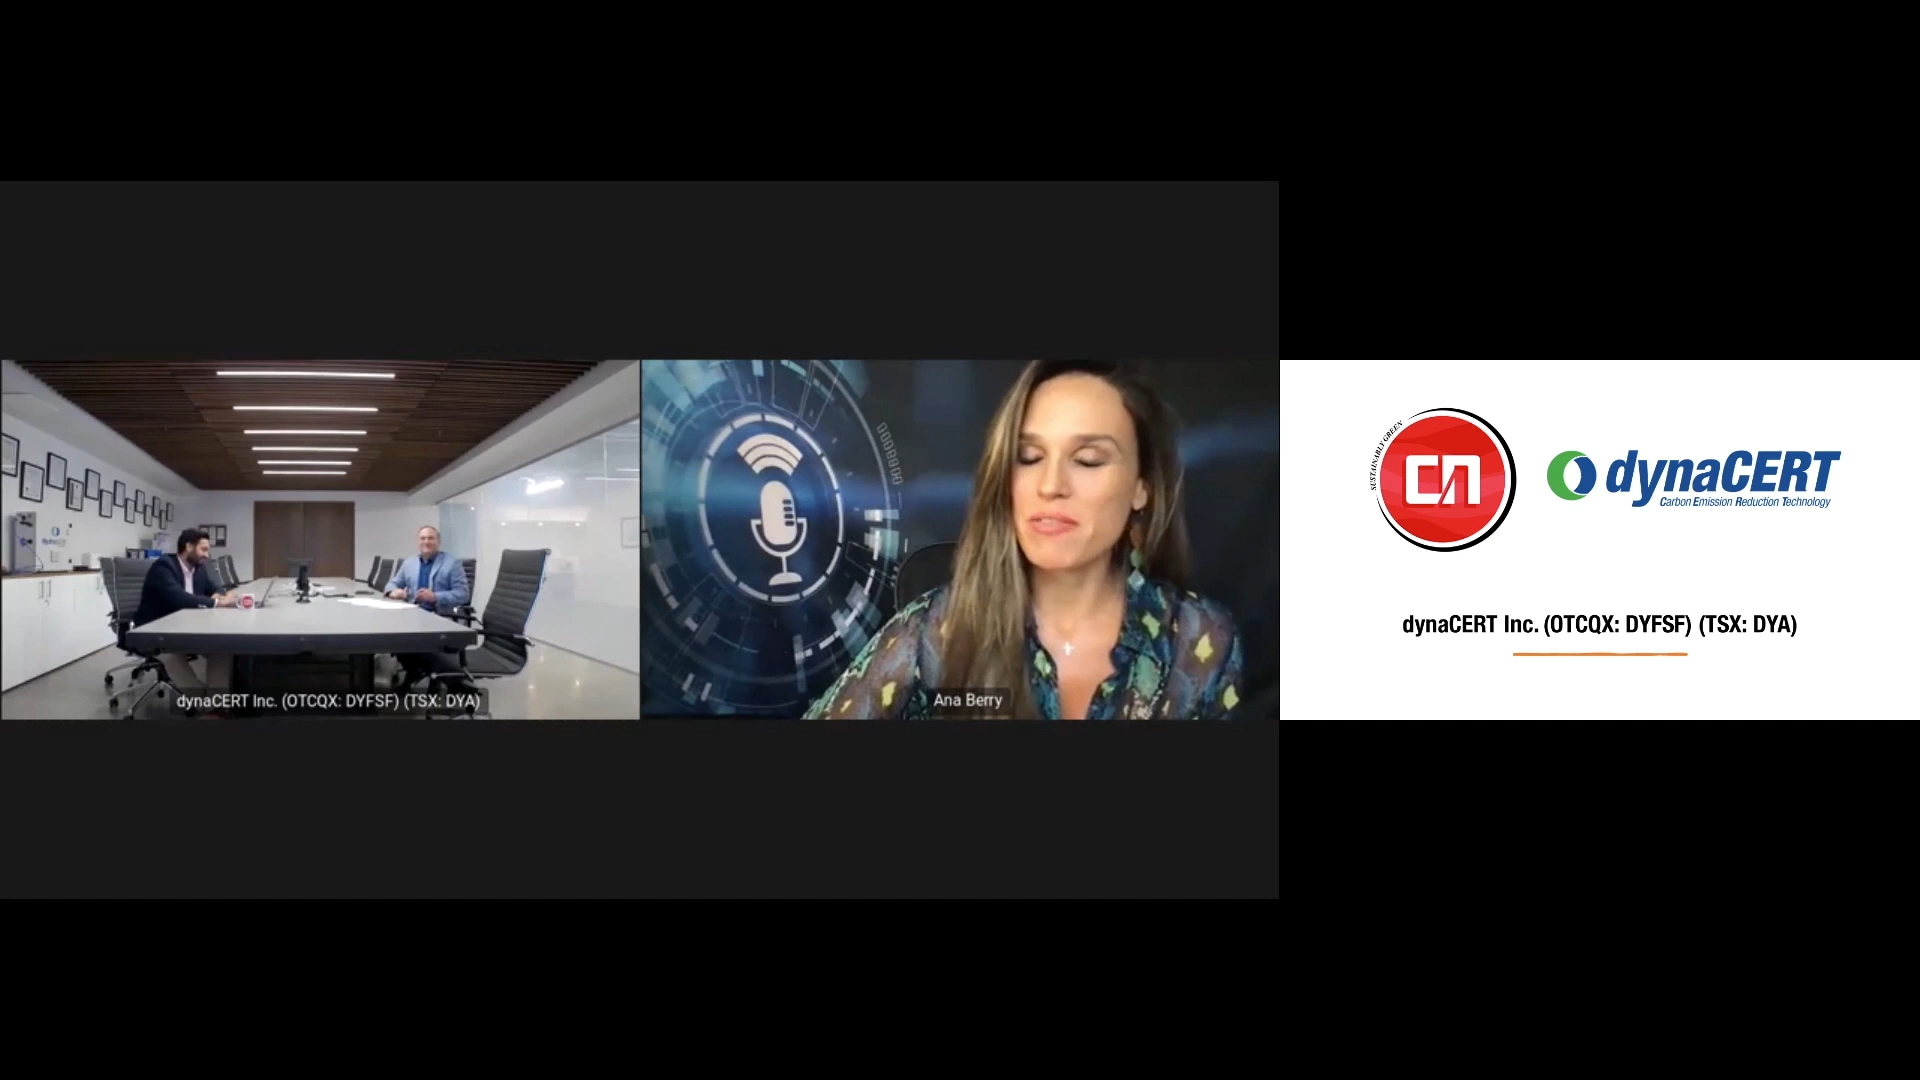 dynaCERT Inc. (OTCQX: DYFSF) (TSX: DYA)
Ana Berry
SUSTAINABLY GREEN
dynaCERT
Carbon Emission Reduction Technology
dynaCERT Inc. (OTCQX: DYFSF) (TSX: DYA)